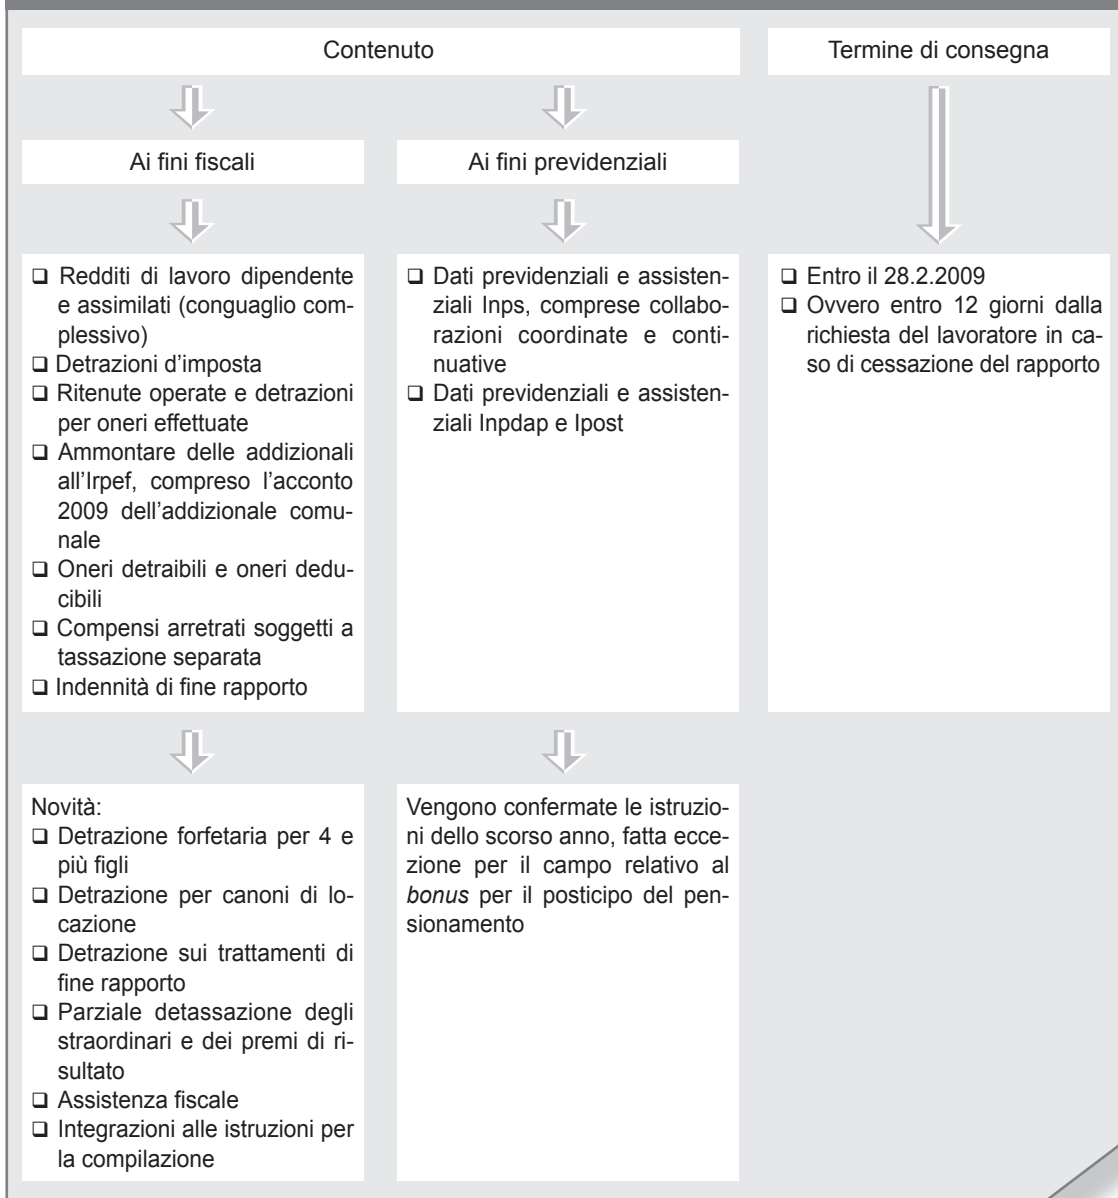 Contenuto
Termine di consegna
Ai fini fiscali
Ai fini previdenziali
❑ Redditi di lavoro dipendente
e assimilati (conguaglio com-
plessivo)
❑ Detrazioni d'imposta
❑ Ritenute operate e detrazioni
per oneri effettuate
❑ Ammontare delle addizionali
all'Irpef, compreso l'acconto
2009 dell'addizionale comu-
nale
❑ Oneri detraibili e oneri dedu-
cibili
❑ Compensi arretrati soggetti a
tassazione separata
❑ Indennità di fine rapporto
❑ Dati previdenziali e assisten-
ziali Inps, comprese collabo-
razioni coordinate e conti-
nuative
❑ Dati previdenziali e assisten-
ziali Inpdap e Ipost
❑ Entro il 28.2.2009
❑ Ovvero entro 12 giorni dalla
richiesta del lavoratore in ca-
so di cessazione del rapporto
Novità:
❑ Detrazione forfetaria per 4 e
più figli
❑ Detrazione per canoni di lo-
cazione
❑ Detrazione sui trattamenti di
fine rapporto
❑ Parziale detassazione degli
straordinari e dei premi di ri-
sultato
❑ Assistenza fiscale
❑ Integrazioni alle istruzioni per
la compilazione
Vengono confermate le istruzio-
ni dello scorso anno, fatta ecce-
zione per il campo relativo al
bonus per il posticipo del pen-
sionamento